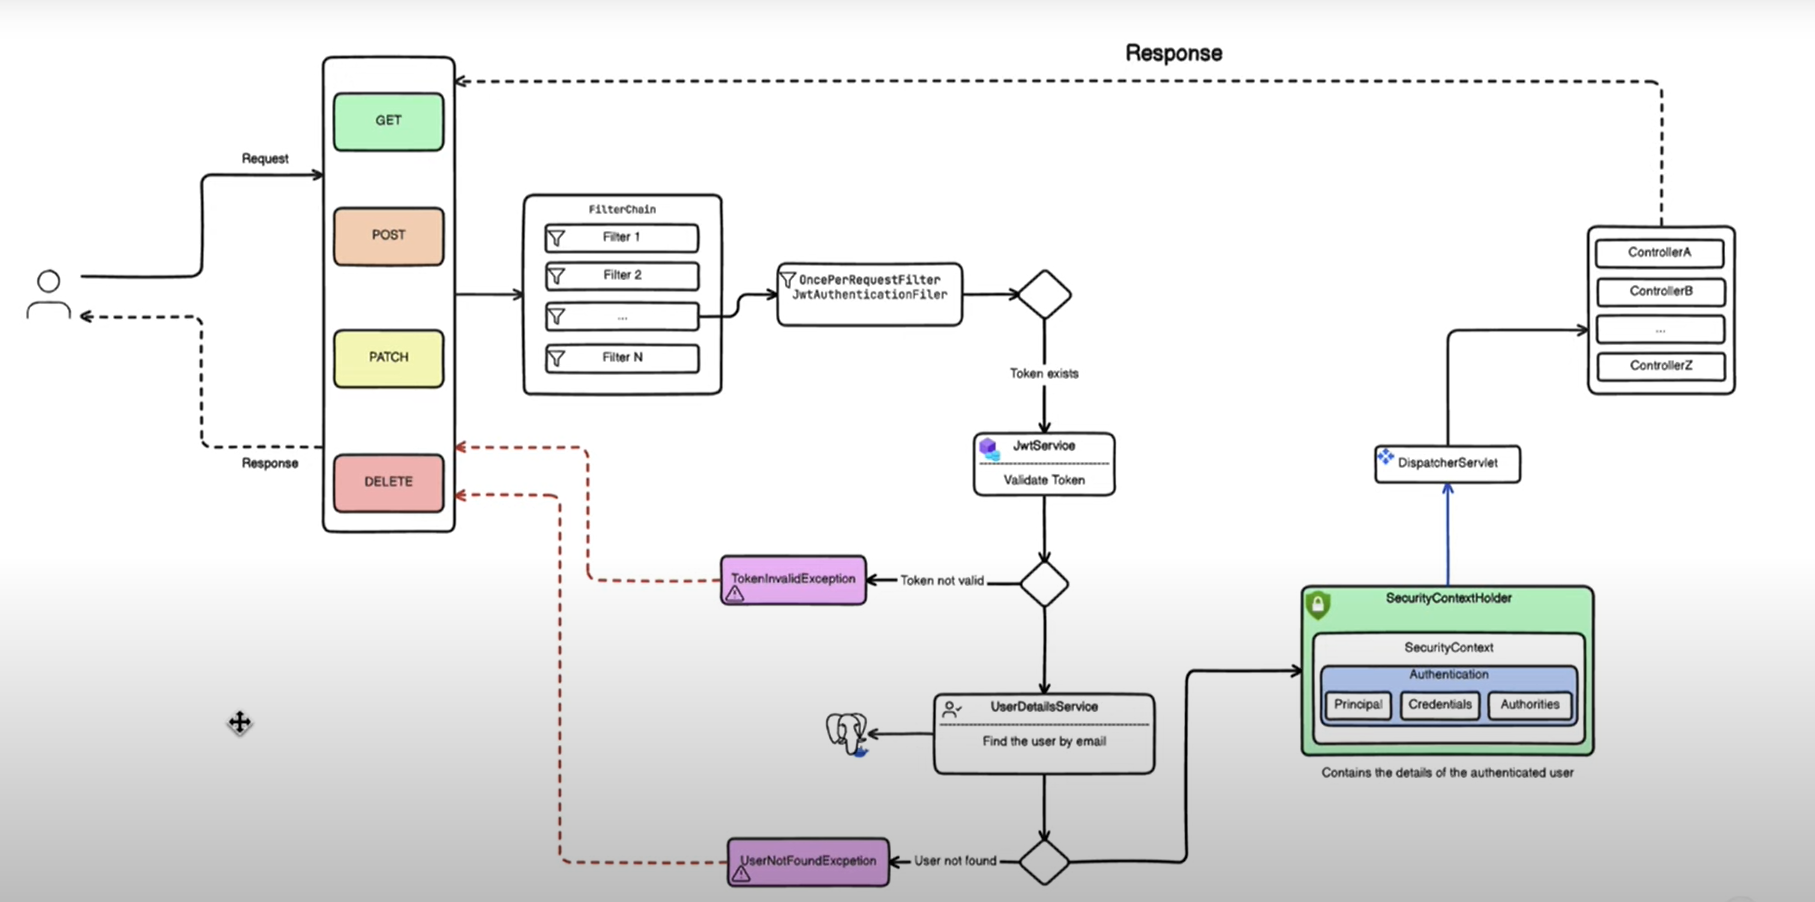 Response
GET
Request
POST
PATCH
Response
DELETE
FilterChain
Filter 1
Filter 2
...
Filter N
OncePerRequestFilter
JwtAuthenticationFiler
Token exists
JwtService
Validate Token
Token not valid
TokenInvalidException
UserDetailsService
Find the user by email
User not found
UserNotFoundExcpetion
SecurityContextHolder
SecurityContext
Authentication
Principal
Credentials
Authorities
Contains the details of the authenticated user
DispatcherServlet
ControllerA
ControllerB
...
ControllerZ